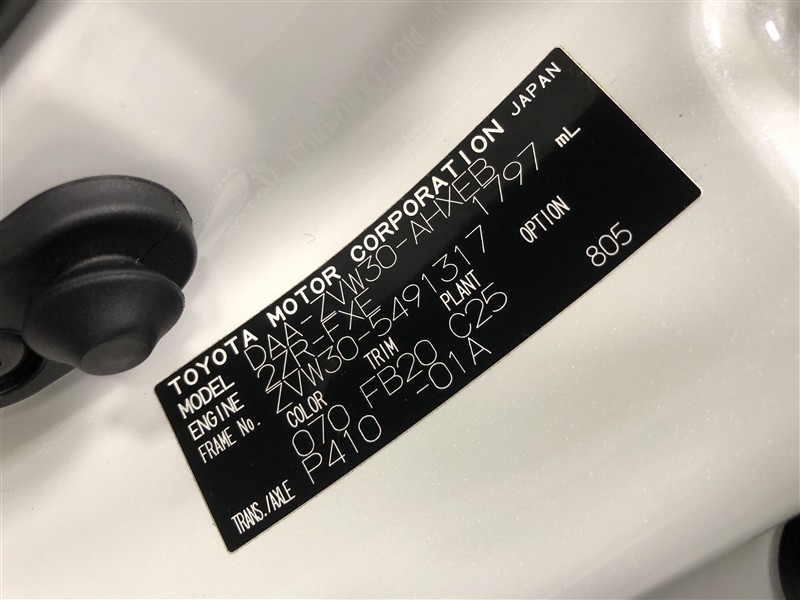 TOYOTA MOTOR CORPORATION JAPAN
MODEL DAA-ZVW30-AHXEB
ENGINE 2ZR-FXE 1797 mL
FRAME No. ZVW30-5491317
COLOR TRIM PLANT OPTION
070 FB20 C25 805
TRANS./AXLE P410 -01A